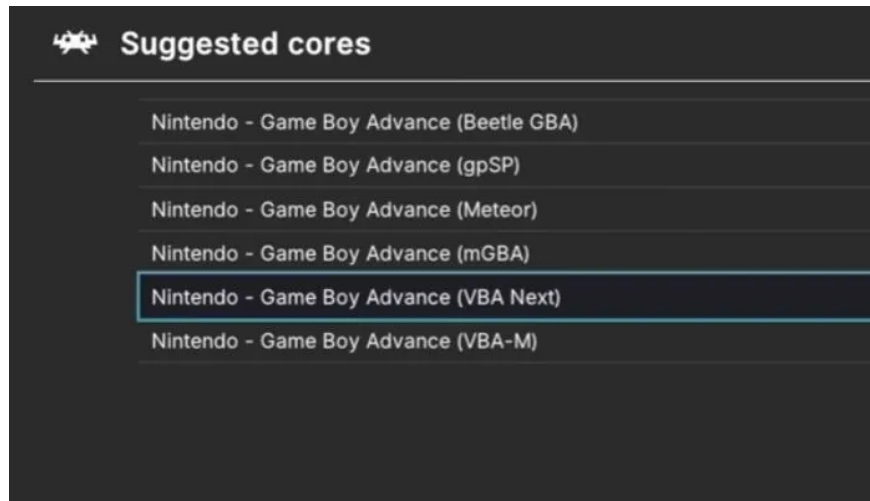 Suggested cores
Nintendo - Game Boy Advance (Beetle GBA)
Nintendo - Game Boy Advance (gpSP)
Nintendo - Game Boy Advance (Meteor)
Nintendo - Game Boy Advance (mGBA)
Nintendo - Game Boy Advance (VBA Next)
Nintendo - Game Boy Advance (VBA-M)